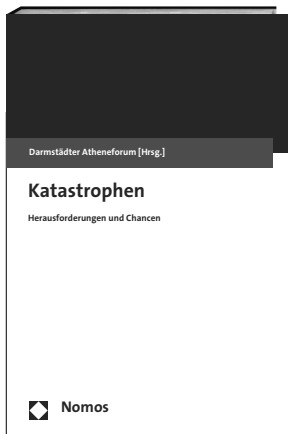 Darmstädter Atheneforum [Hrsg.]
Katastrophen
Herausforderungen und Chancen
Nomos